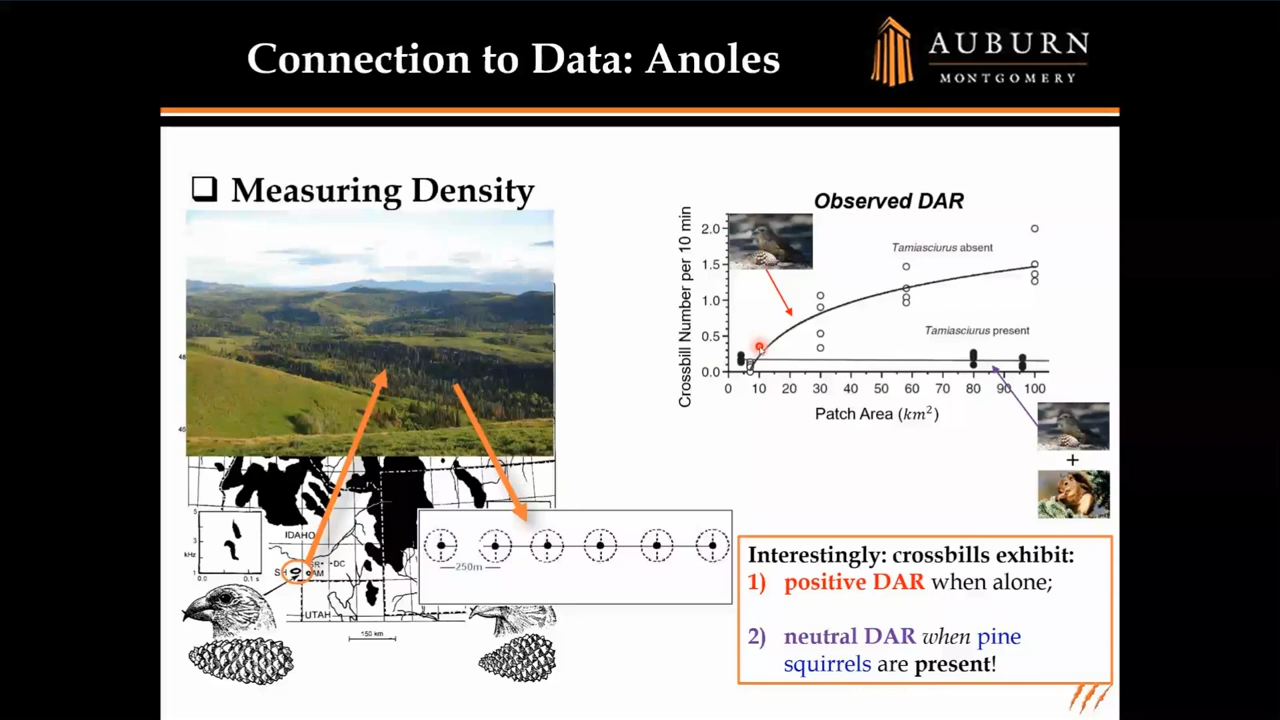 Connection to Data: Anoles
AUBURN
MONTGOMERY
❑ Measuring Density
Observed DAR
Crossbill Number per 10 min
2.0
1.5
1.0
0.5
0.0
Tamiasciurus absent
Tamiasciurus present
0 10 20 30 40 50 60 70 80 90 100
Patch Area (km²)
+
IDAHO
DC
UTAH
150 km
kHz
0.0 0.1 s
250m
Interestingly: crossbills exhibit:
1) positive DAR when alone;
2) neutral DAR when pine
squirrels are present!